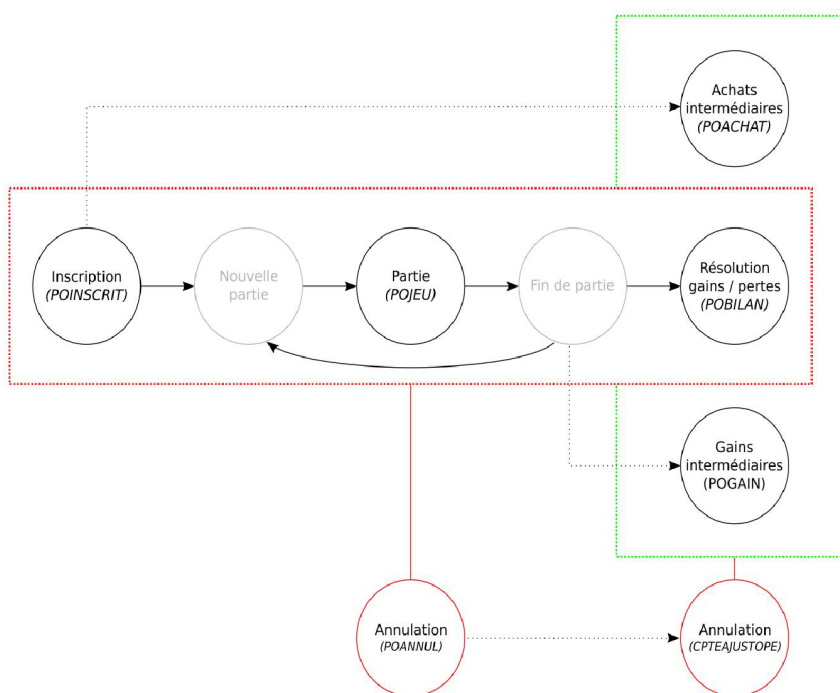 Achats
intermédiaires
(POACHAT)
Inscription
(POINSCRIT)
Nouvelle
partie
Partie
(POJEU)
Fin de partie
Résolution
gains / pertes
(POBILAN)
Gains
intermédiaires
(POGAIN)
Annulation
(POANNUL)
Annulation
(CPTEAJUSTOPE)